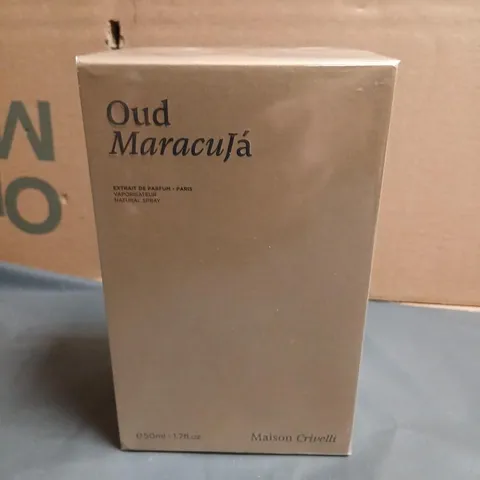 Oud
MaracuJá
EXTRAIT DE PARFUM - PARIS
VAPORISATEUR
NATURAL SPRAY
℮50ml - 1.7fl.oz
Maison Crivelli